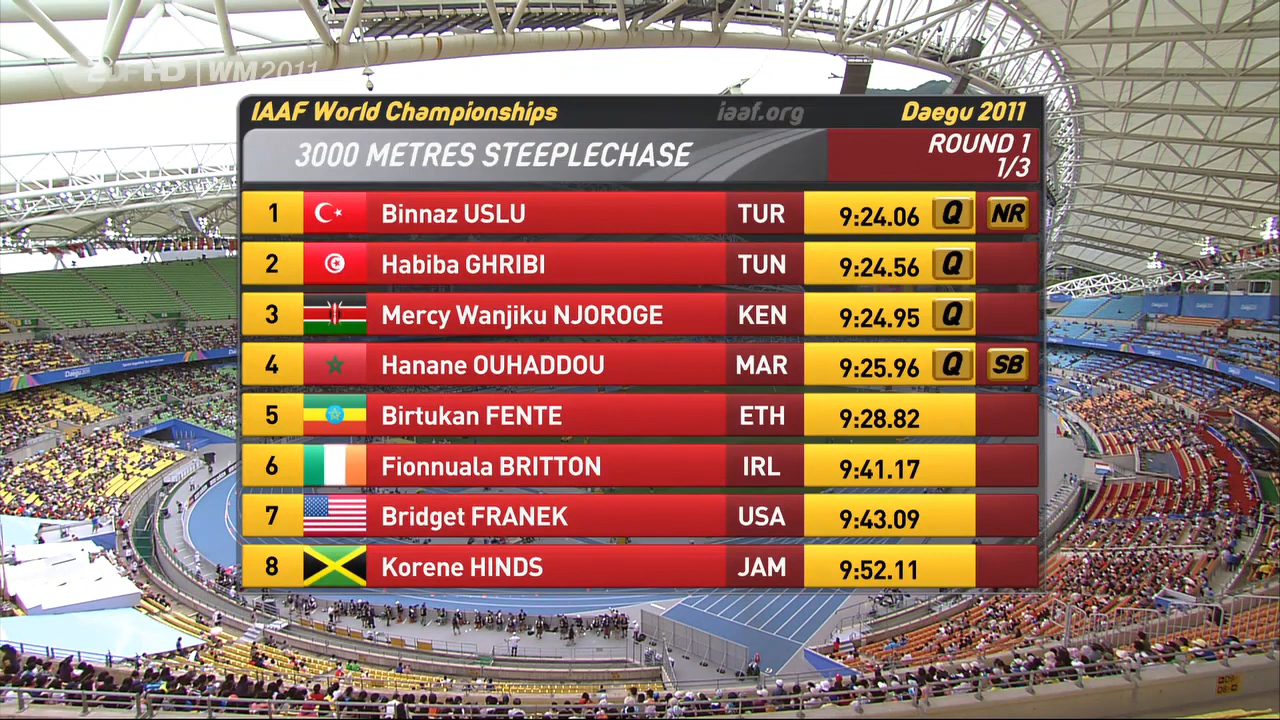 ZDF HD | WM2011
IAAF World Championships iaaf.org Daegu 2011
3000 METRES STEEPLECHASE ROUND 1
1/3
1 Binnaz USLU TUR 9:24.06 Q NR
2 Habiba GHRIBI TUN 9:24.56 Q
3 Mercy Wanjiku NJOROGE KEN 9:24.95 Q
4 Hanane OUHADDOU MAR 9:25.96 Q SB
5 Birtukan FENTE ETH 9:28.82
6 Fionnuala BRITTON IRL 9:41.17
7 Bridget FRANEK USA 9:43.09
8 Korene HINDS JAM 9:52.11
Daegu